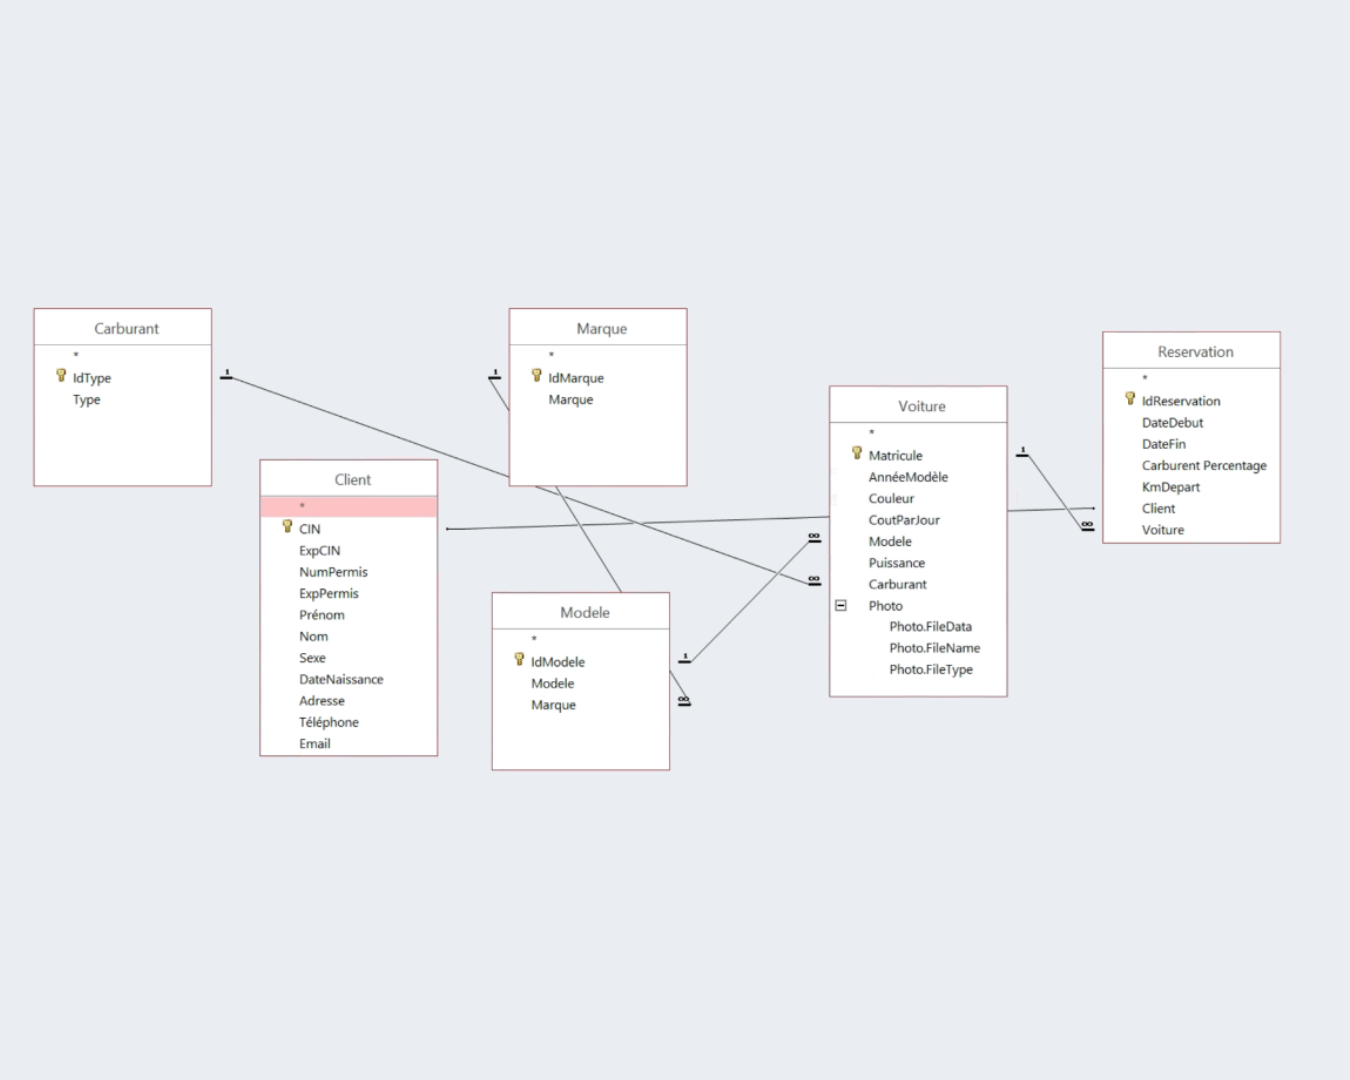 Carburant
*
IdType
Type
1
Client
*
CIN
ExpCIN
NumPermis
ExpPermis
Prénom
Nom
Sexe
DateNaissance
Adresse
Téléphone
Email
1
Marque
*
IdMarque
Marque
Modele
*
IdModele
Modele
Marque
1
∞
∞
∞
Voiture
*
Matricule
AnnéeModèle
Couleur
CoutParJour
Modele
Puissance
Carburant
Photo
Photo.FileData
Photo.FileName
Photo.FileType
1
∞
Reservation
*
IdReservation
DateDebut
DateFin
Carburent Percentage
KmDepart
Client
Voiture